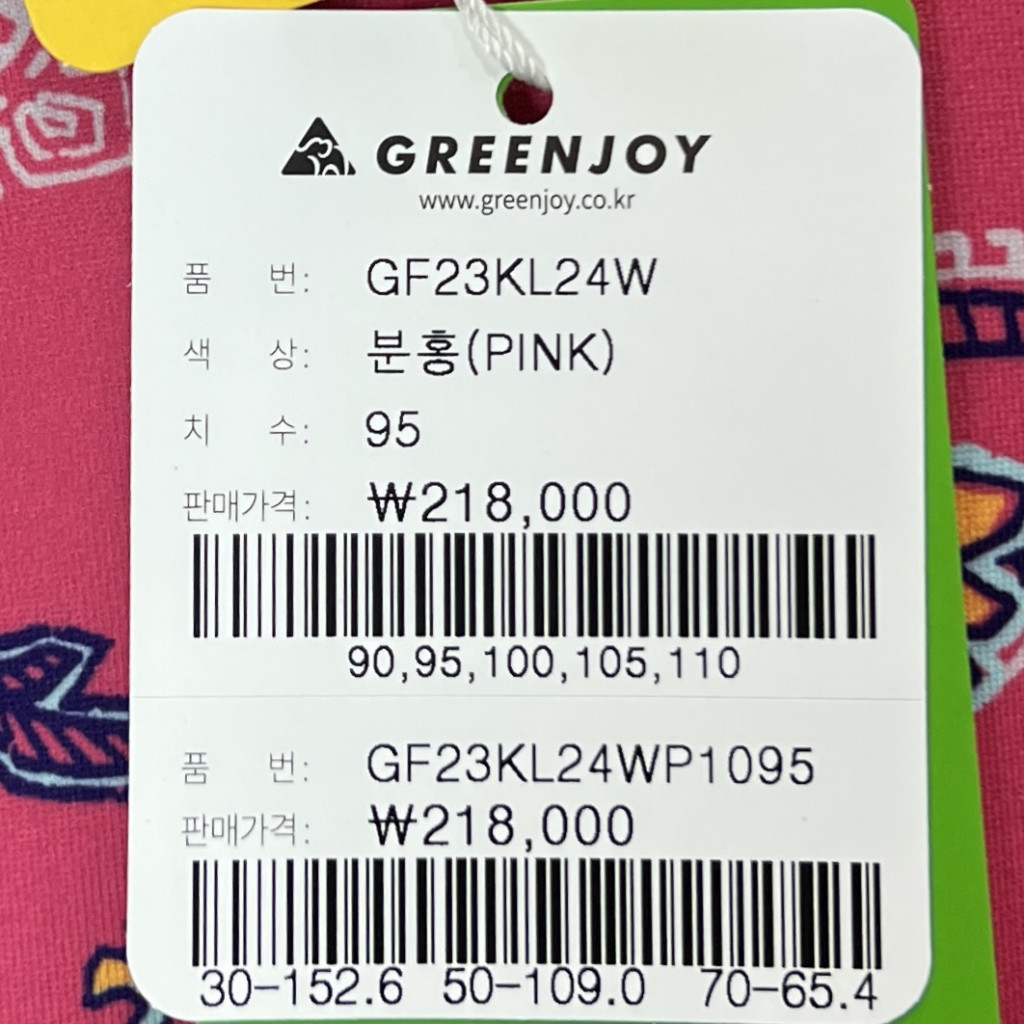 GREENJOY
www.greenjoy.co.kr
품 번: GF23KL24W
색 상: 분홍(PINK)
치 수: 95
판매가격: ₩218,000
90,95,100,105,110
품 번: GF23KL24WP1095
판매가격: ₩218,000
30-152.6 50-109.0 70-65.4